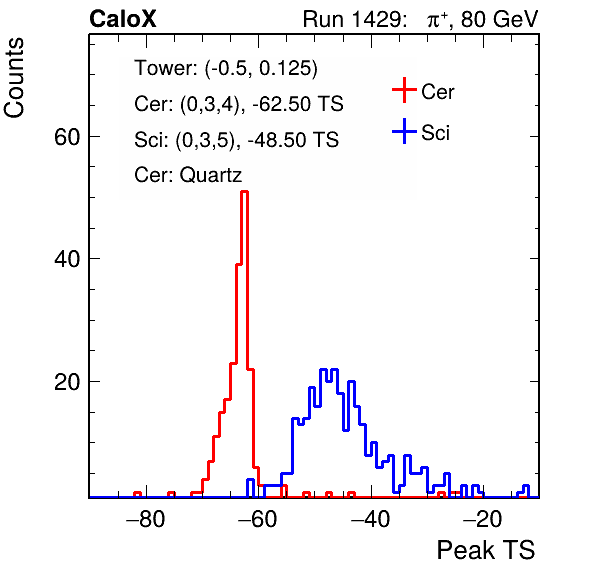 CaloX Run 1429: π⁺, 80 GeV
Counts
Tower: (-0.5, 0.125)
Cer: (0,3,4), -62.50 TS
Sci: (0,3,5), -48.50 TS
Cer: Quartz
Cer
Sci
60
40
20
−80 −60 −40 −20
Peak TS